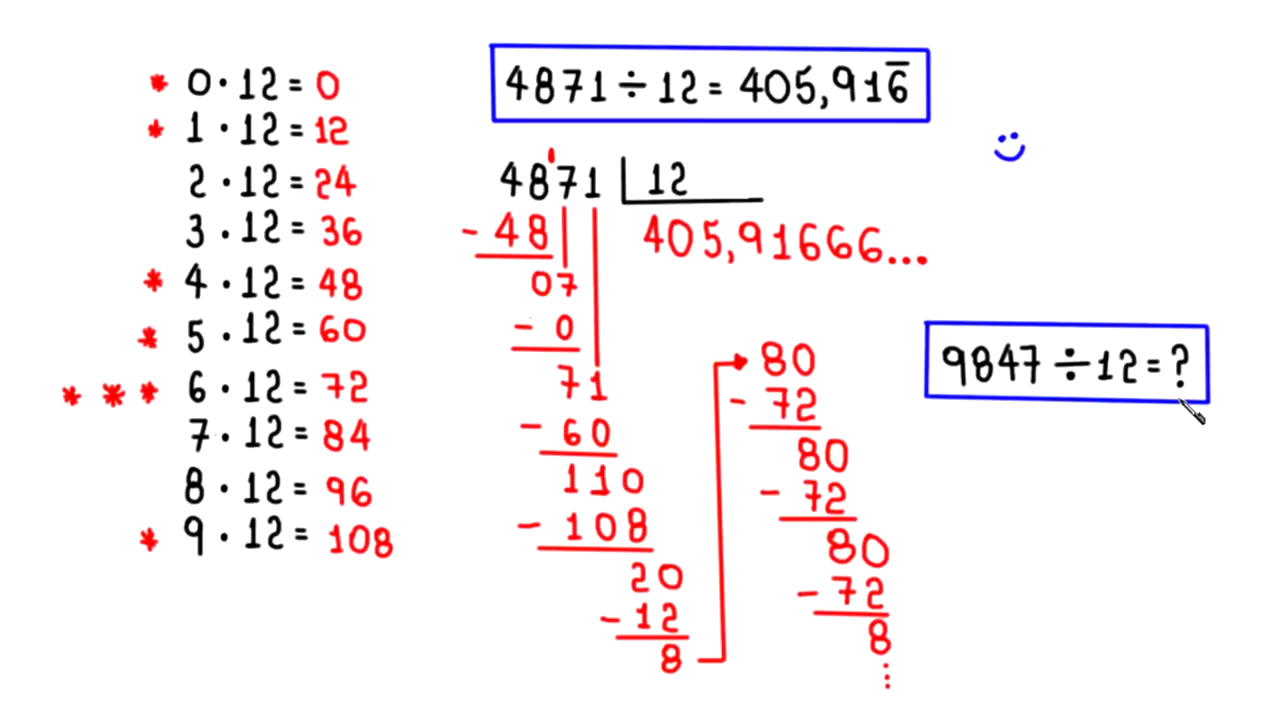 * 0 · 12 = 0
* 1 · 12 = 12
2 · 12 = 24
3 · 12 = 36
* 4 · 12 = 48
* 5 · 12 = 60
* * * 6 · 12 = 72
7 · 12 = 84
8 · 12 = 96
* 9 · 12 = 108
4871 ÷ 12 = 405,916̅
4871 12
- 48 405,91666...
07
- 0
71
- 60
110
- 108
20
- 12
8
80
- 72
80
- 72
80
- 72
8
⋮
9847 ÷ 12 = ?